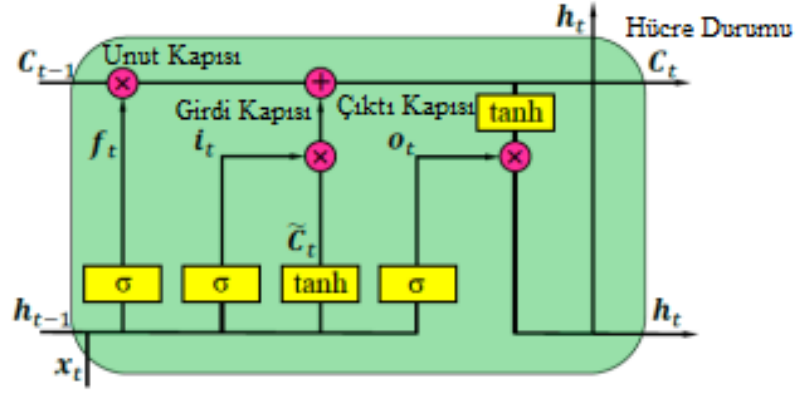 h_t
Hücre Durumu
C_{t-1}
Unut Kapısı
C_t
Girdi Kapısı
Çıktı Kapısı
tanh
f_t
i_t
o_t
C̃_t
σ
σ
tanh
σ
h_{t-1}
h_t
x_t